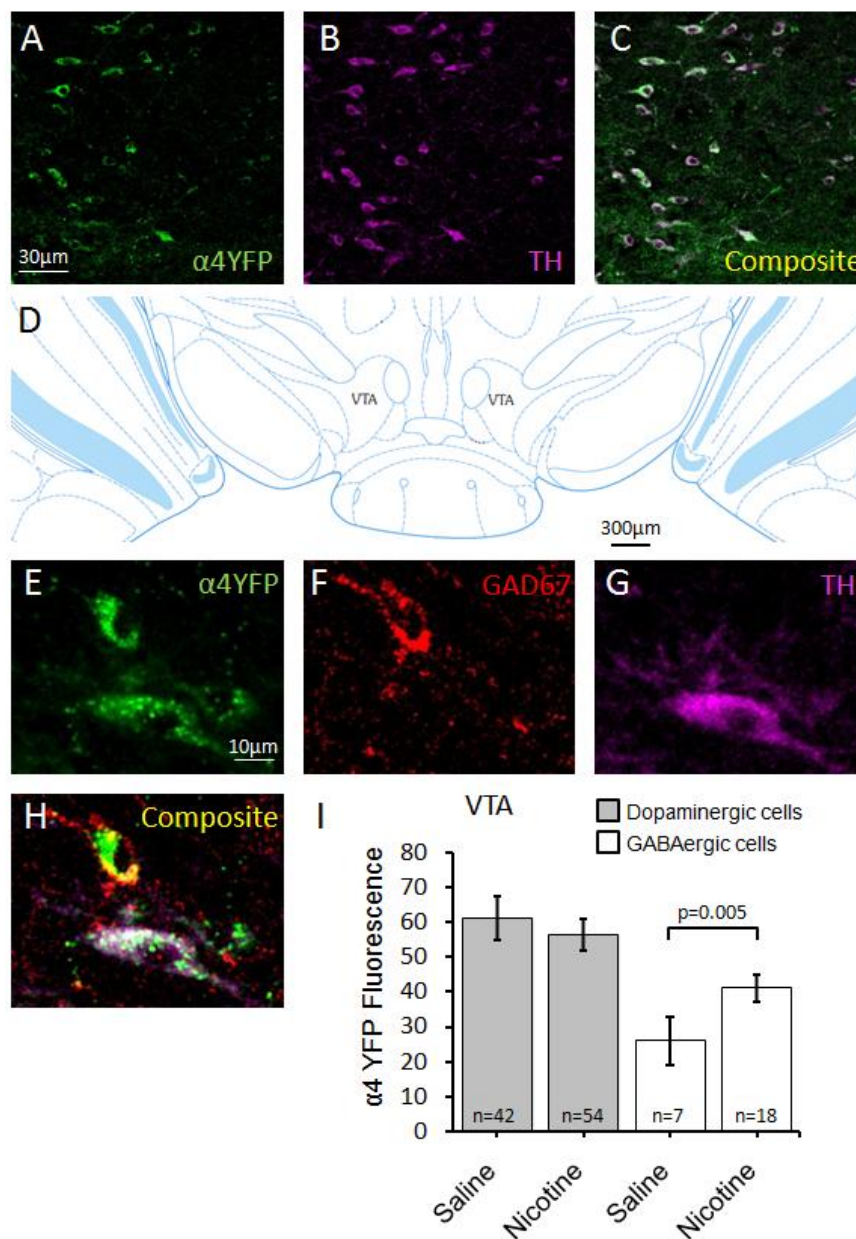 A
B
C
30μm
α4YFP
TH
Composite
D
VTA
VTA
300μm
E
α4YFP
F
GAD67
G
TH
10μm
H
Composite
I
VTA
Dopaminergic cells
GABAergic cells
α4 YFP Fluorescence
80
70
60
50
40
30
20
10
0
p=0.005
n=42
n=54
n=7
n=18
Saline
Nicotine
Saline
Nicotine